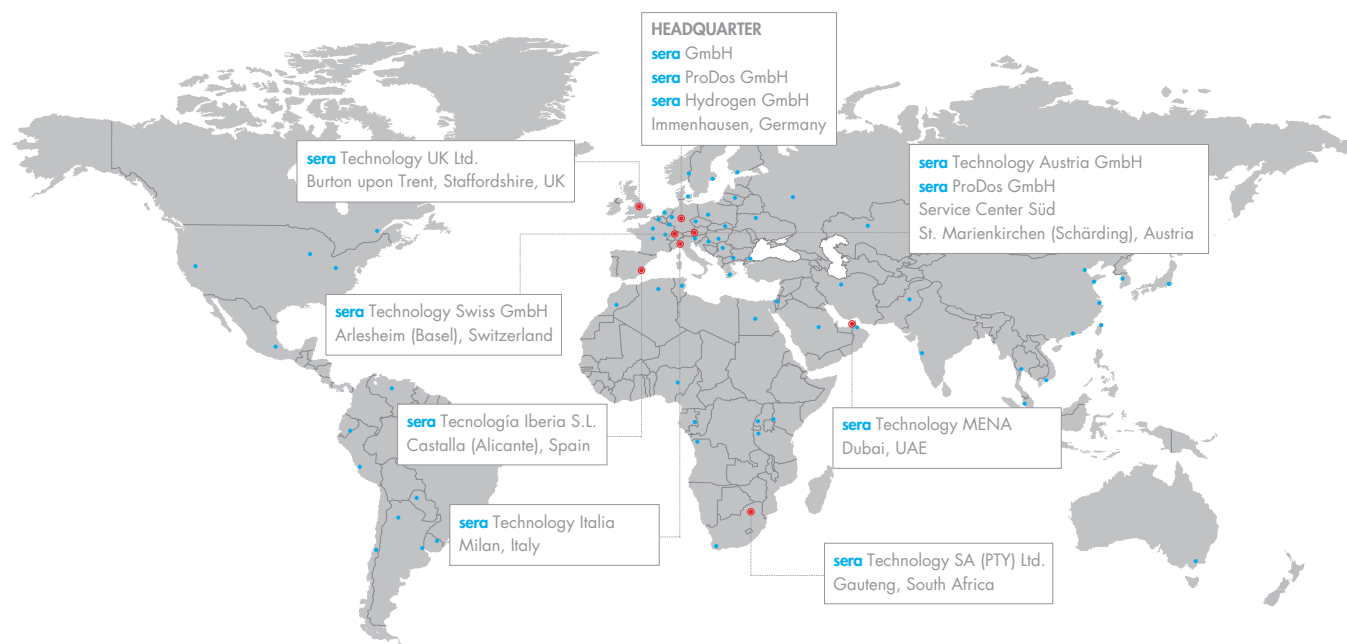 HEADQUARTER
sera GmbH
sera ProDos GmbH
sera Hydrogen GmbH
Immenhausen, Germany
sera Technology UK Ltd.
Burton upon Trent, Staffordshire, UK
sera Technology Austria GmbH
sera ProDos GmbH
Service Center Süd
St. Marienkirchen (Schärding), Austria
sera Technology Swiss GmbH
Arlesheim (Basel), Switzerland
sera Tecnología Iberia S.L.
Castalla (Alicante), Spain
sera Technology MENA
Dubai, UAE
sera Technology Italia
Milan, Italy
sera Technology SA (PTY) Ltd.
Gauteng, South Africa